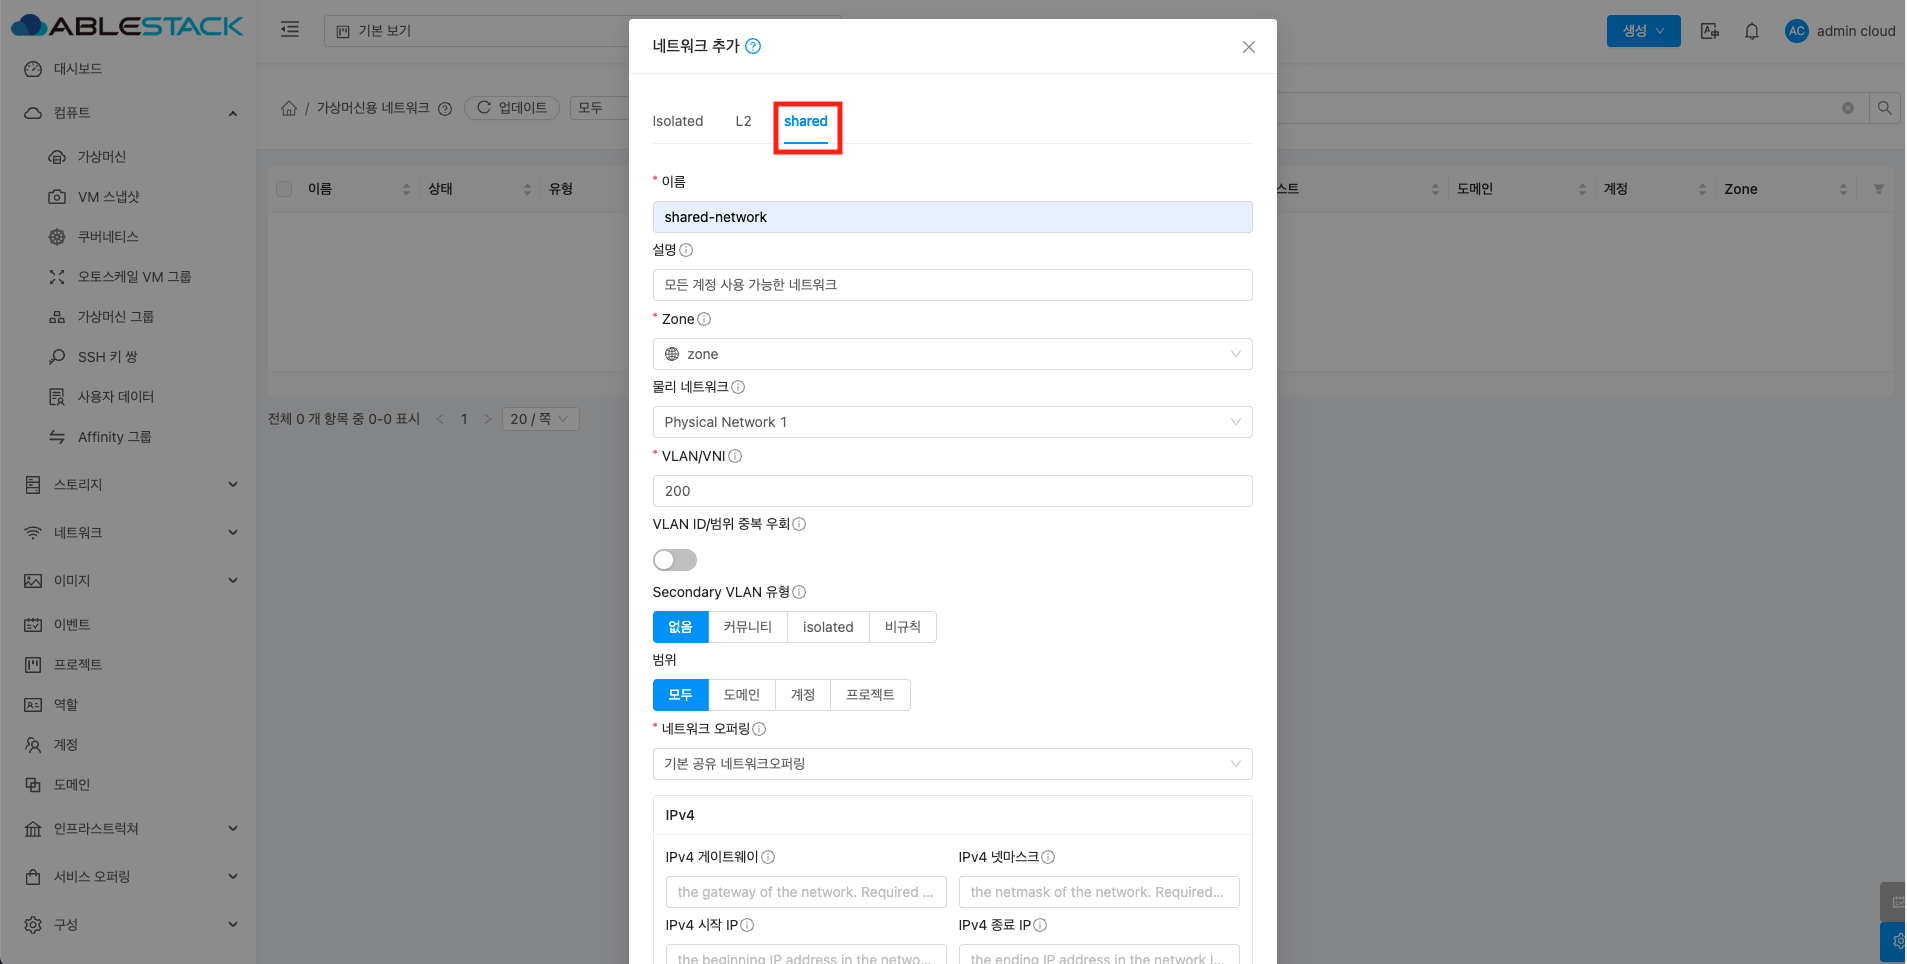 ABLESTACK
대시보드
컴퓨트
가상머신
VM 스냅샷
쿠버네티스
오토스케일 VM 그룹
가상머신 그룹
SSH 키 쌍
사용자 데이터
Affinity 그룹
스토리지
네트워크
이미지
이벤트
프로젝트
역할
계정
도메인
인프라스트럭쳐
서비스 오퍼링
구성
기본 보기
생성
AC admin cloud
/ 가상머신용 네트워크 업데이트 모두
이름 상태 유형 스트 도메인 계정 Zone
전체 0 개 항목 중 0-0 표시 < 1 > 20 / 쪽
네트워크 추가
Isolated L2 shared
* 이름
shared-network
설명
모든 계정 사용 가능한 네트워크
* Zone
zone
물리 네트워크
Physical Network 1
* VLAN/VNI
200
VLAN ID/범위 중복 우회
Secondary VLAN 유형
없음 커뮤니티 isolated 비규칙
범위
모두 도메인 계정 프로젝트
* 네트워크 오퍼링
기본 공유 네트워크오퍼링
IPv4
IPv4 게이트웨이 IPv4 넷마스크
the gateway of the network. Required ... the netmask of the network. Required...
IPv4 시작 IP IPv4 종료 IP
the beginning IP address in the netwo... the ending IP address in the network I...